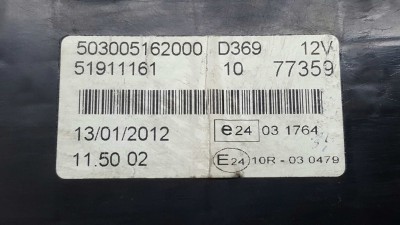 503005162000 D369 12V
51911161 10 77359
13/01/2012 e24 03 1764
11.50 02 E24 10R - 03 0479